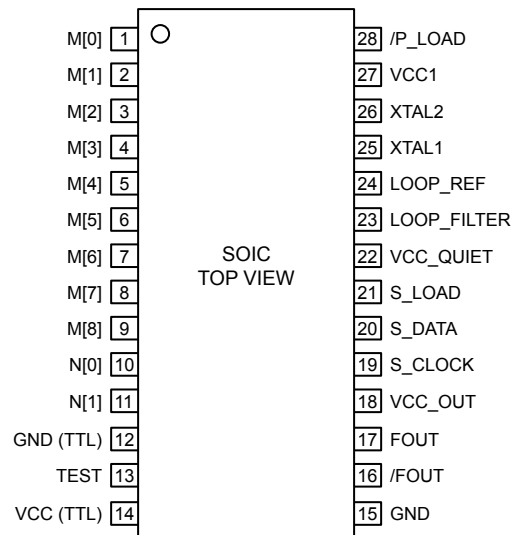 M[0] 1 28 /P_LOAD
M[1] 2 27 VCC1
M[2] 3 26 XTAL2
M[3] 4 25 XTAL1
M[4] 5 24 LOOP_REF
M[5] 6 23 LOOP_FILTER
M[6] 7 22 VCC_QUIET
SOIC
TOP VIEW
M[7] 8 21 S_LOAD
M[8] 9 20 S_DATA
N[0] 10 19 S_CLOCK
N[1] 11 18 VCC_OUT
GND (TTL) 12 17 FOUT
TEST 13 16 /FOUT
VCC (TTL) 14 15 GND